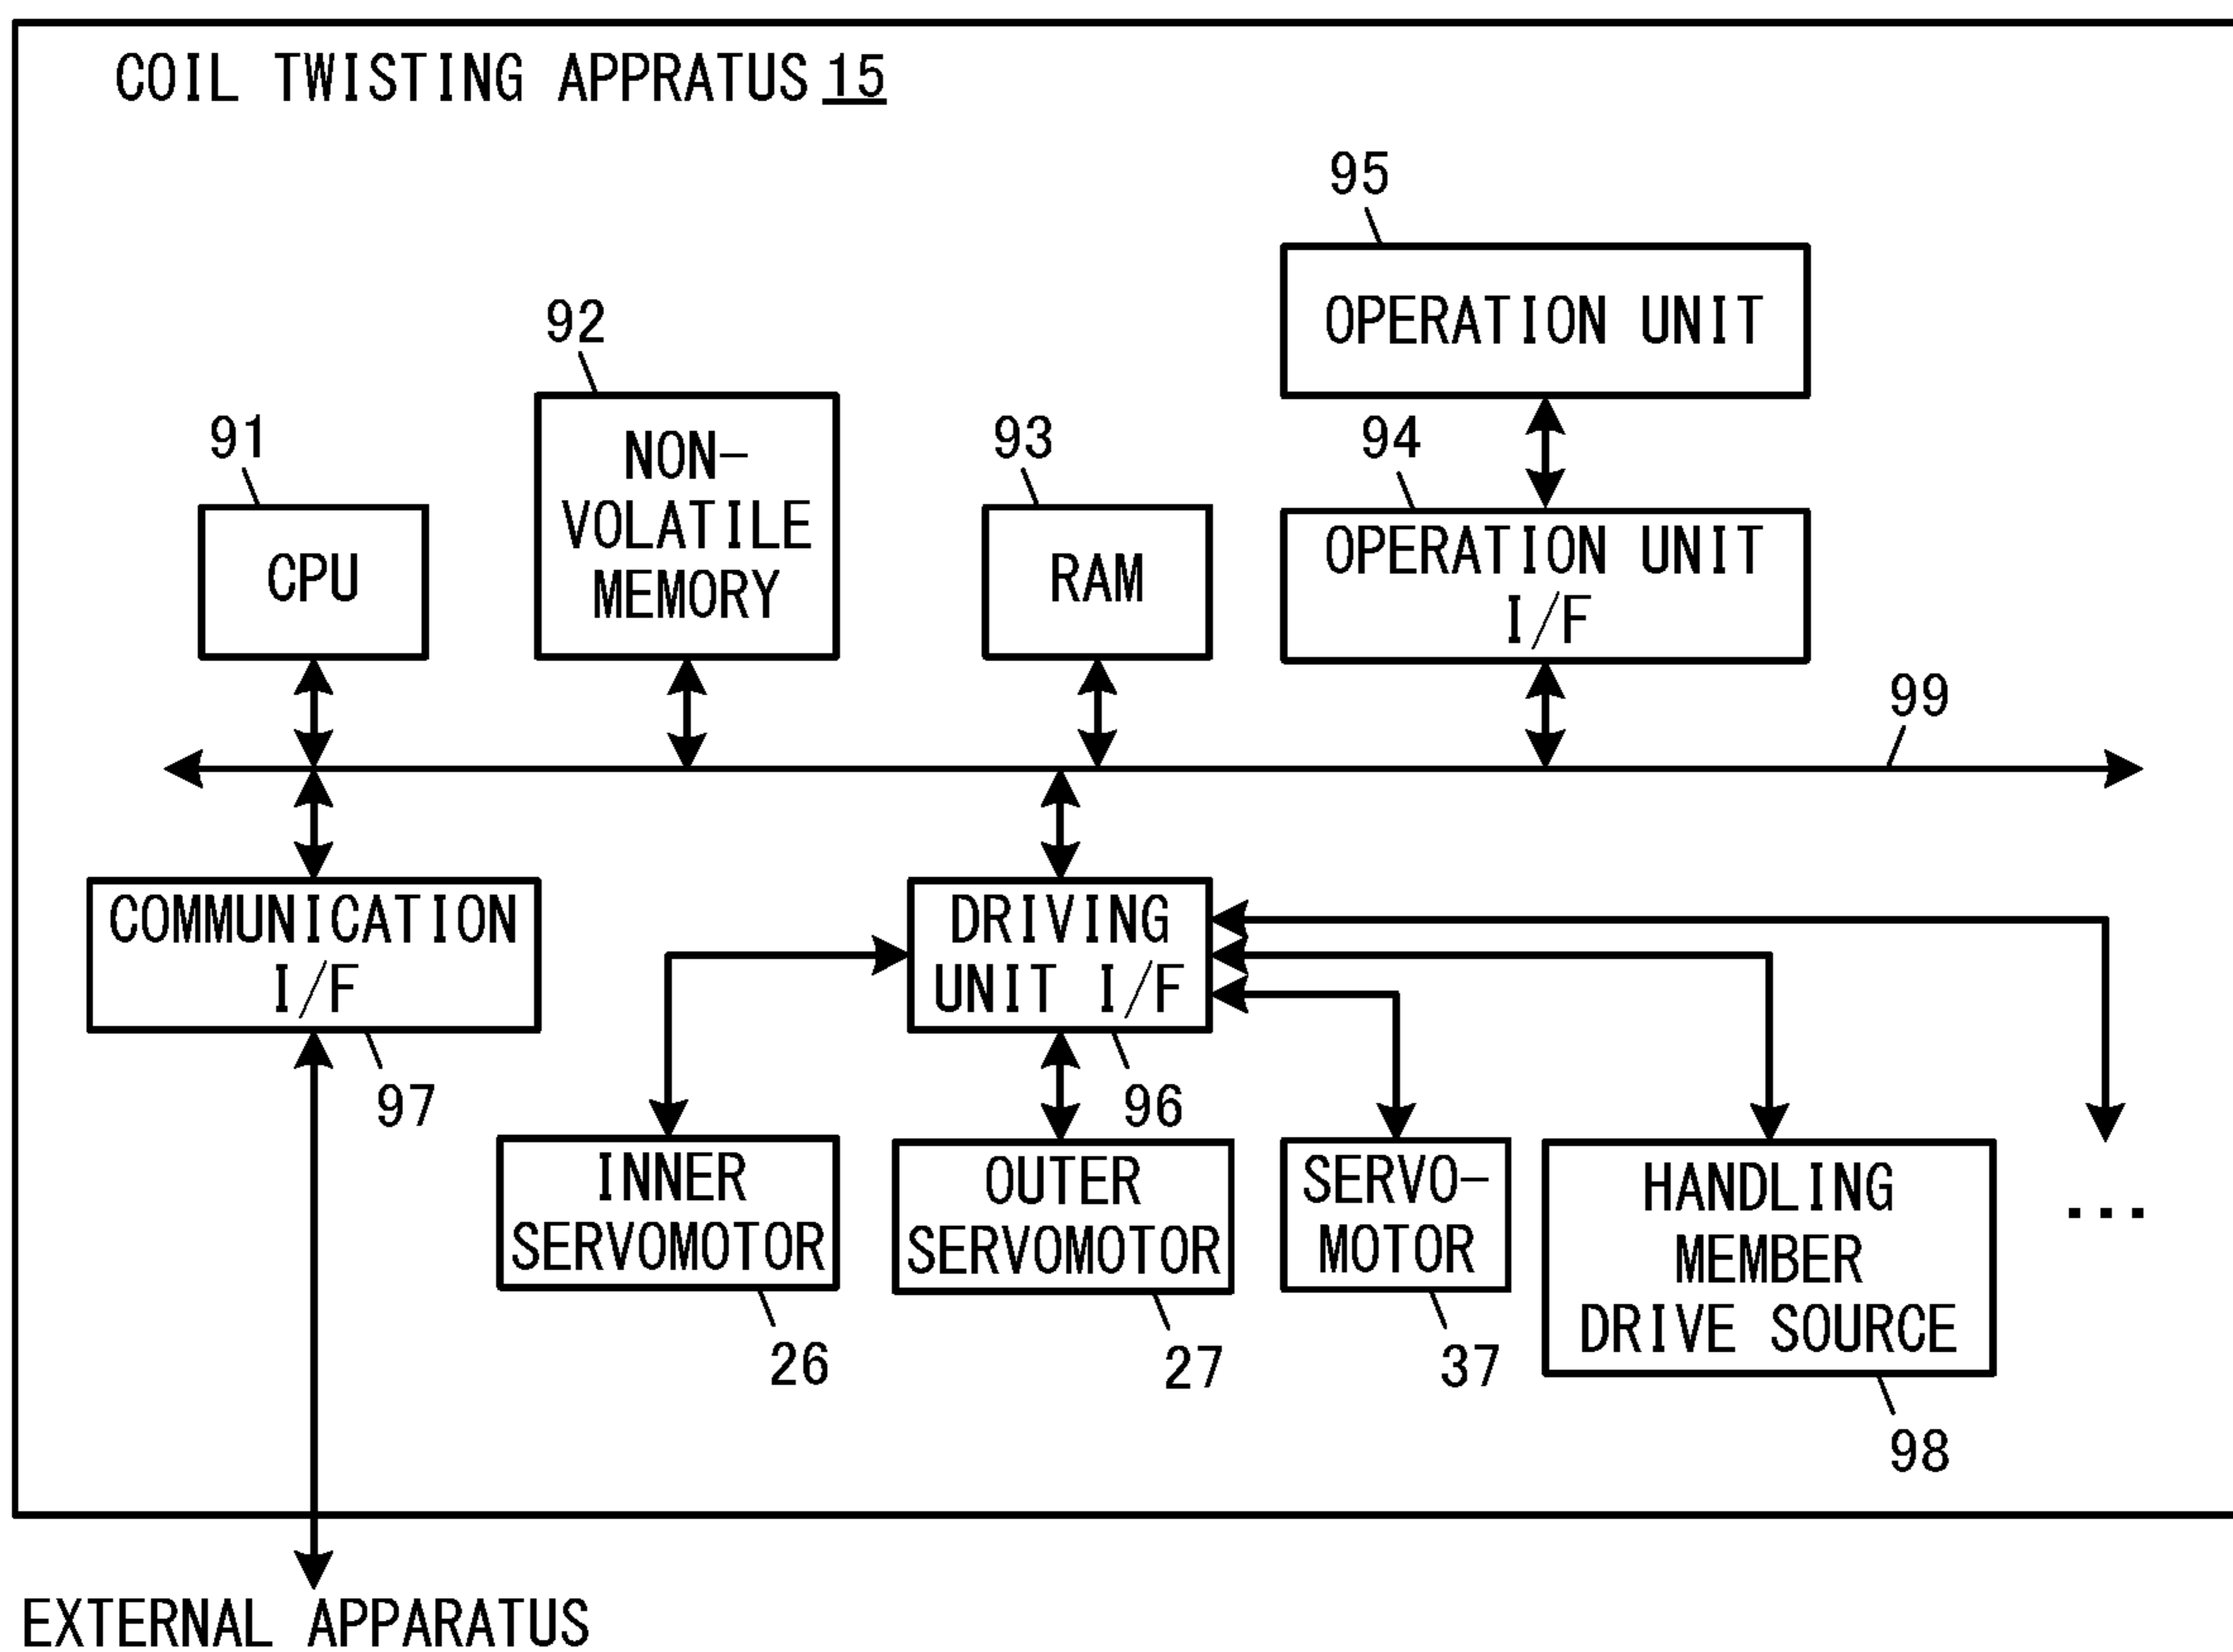 COIL TWISTING APPRATUS 15
95
OPERATION UNIT
92
NON-
VOLATILE
MEMORY
91
CPU
93
RAM
94
OPERATION UNIT
I/F
99
COMMUNICATION
I/F
97
DRIVING
UNIT I/F
96
INNER
SERVOMOTOR
26
OUTER
SERVOMOTOR
27
SERVO-
MOTOR
37
HANDLING
MEMBER
DRIVE SOURCE
98
...
EXTERNAL APPARATUS